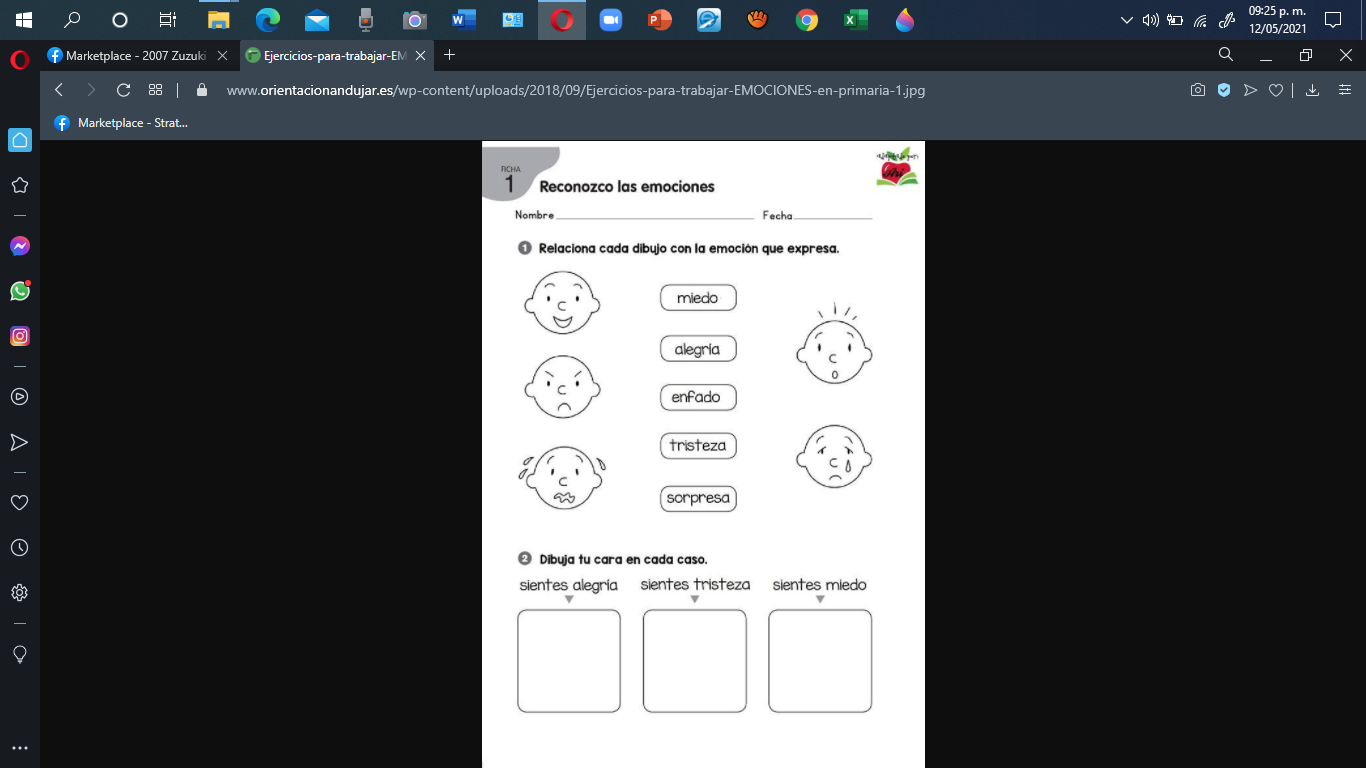 09:25 p. m.
12/05/2021
Marketplace - 2007 Zuzuki
Ejercicios-para-trabajar-EM
www.orientacionandujar.es/wp-content/uploads/2018/09/Ejercicios-para-trabajar-EMOCIONES-en-primaria-1.jpg
Marketplace - Strat...
FICHA
1
Reconozco las emociones
Nombre
Fecha
1 Relaciona cada dibujo con la emoción que expresa.
miedo
alegría
enfado
tristeza
sorpresa
2 Dibuja tu cara en cada caso.
sientes alegría sientes tristeza sientes miedo